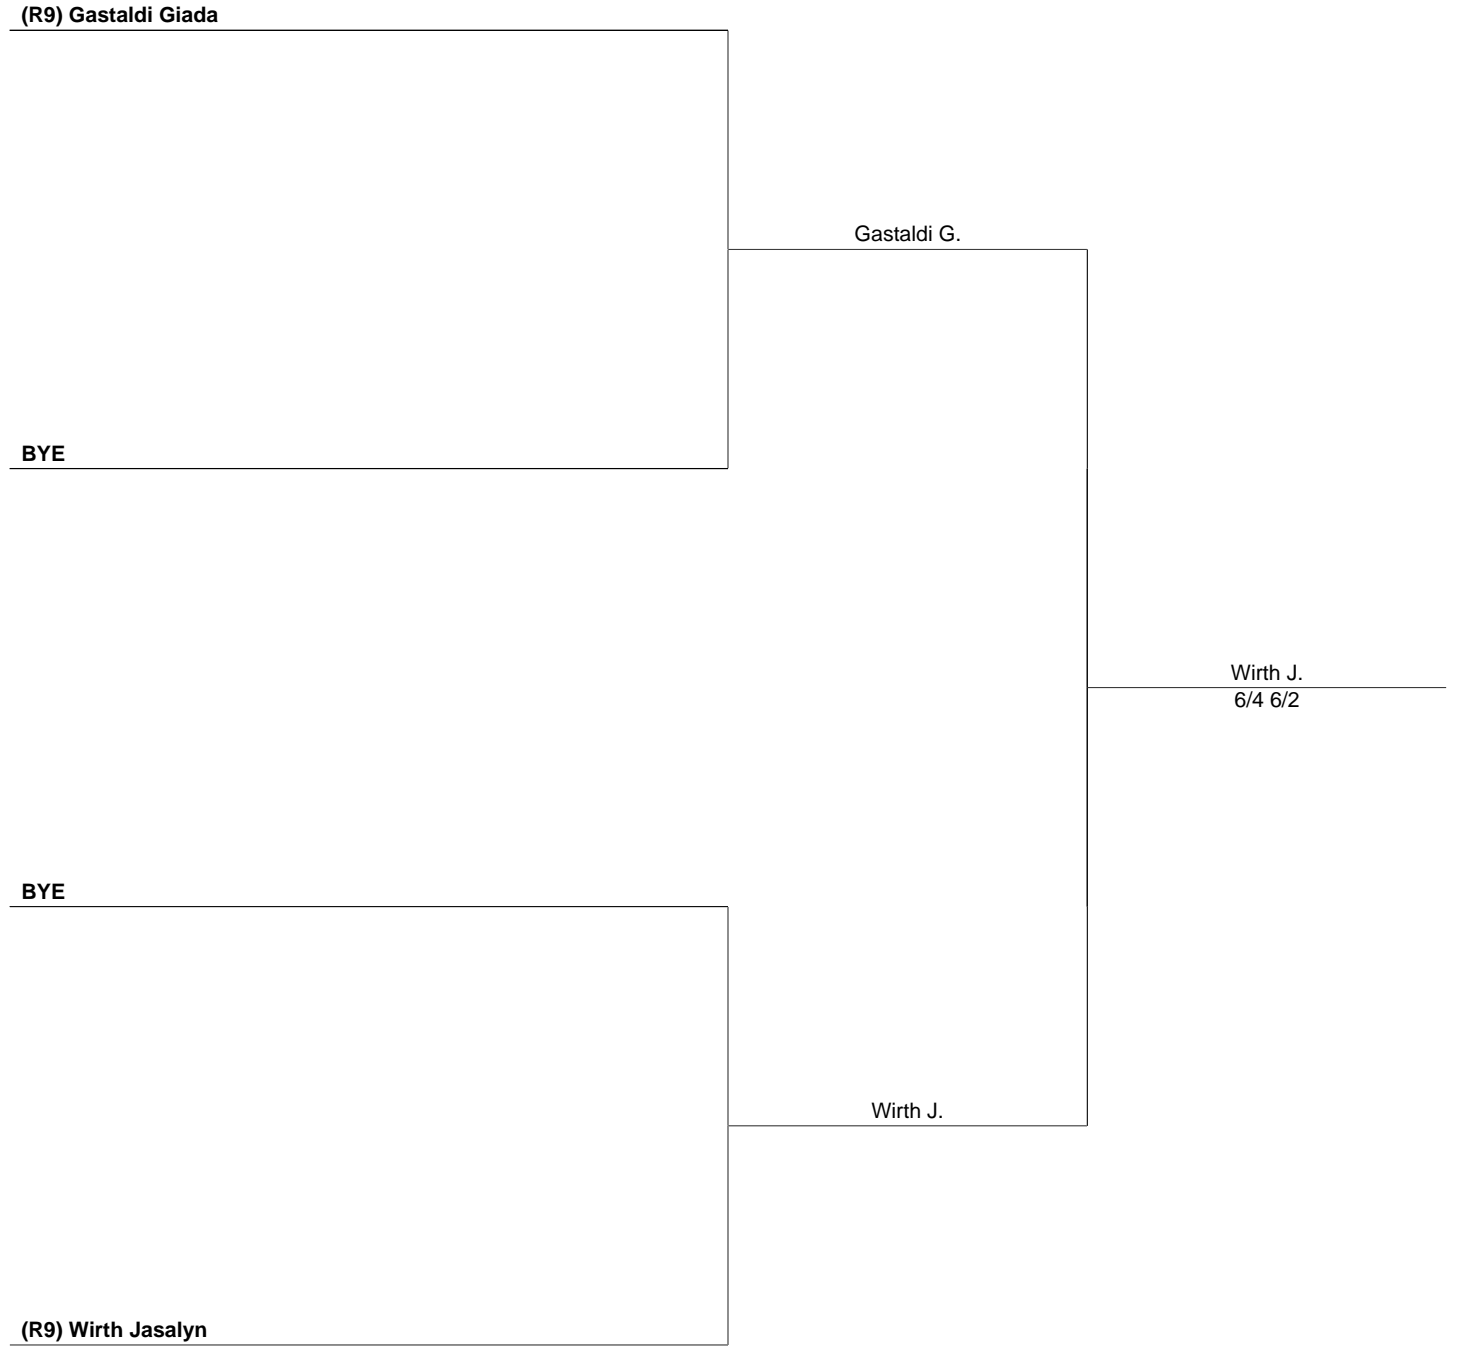 (R9) Gastaldi Giada
Gastaldi G.
BYE
Wirth J.
6/4 6/2
BYE
Wirth J.
(R9) Wirth Jasalyn